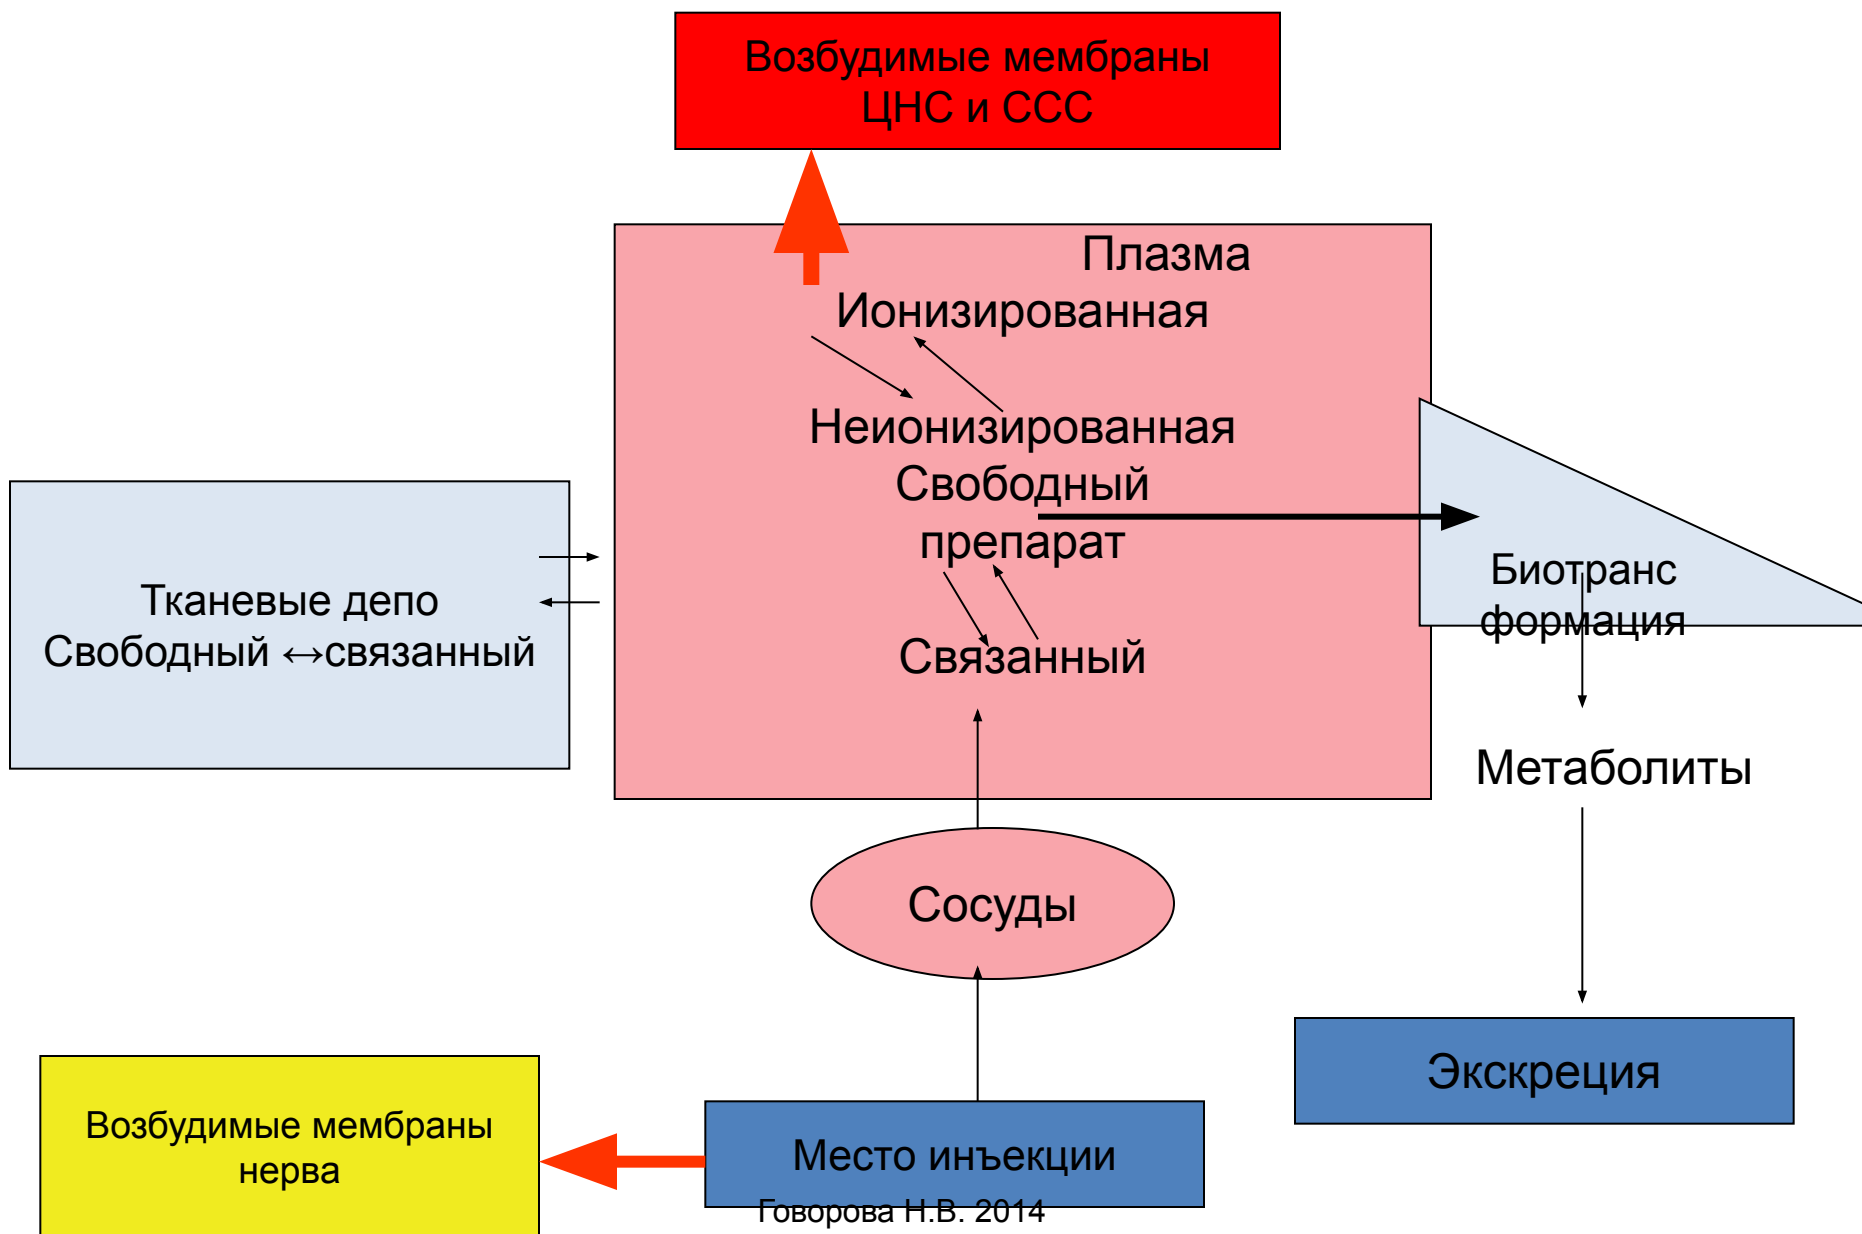 Возбудимые мембраны
ЦНС и ССС
Плазма
Ионизированная
Неионизированная
Свободный
препарат
Связанный
Тканевые депо
Свободный ↔связанный
Биотранс
формация
Метаболиты
Сосуды
Экскреция
Возбудимые мембраны
нерва
Место инъекции
Говорова Н.В. 2014